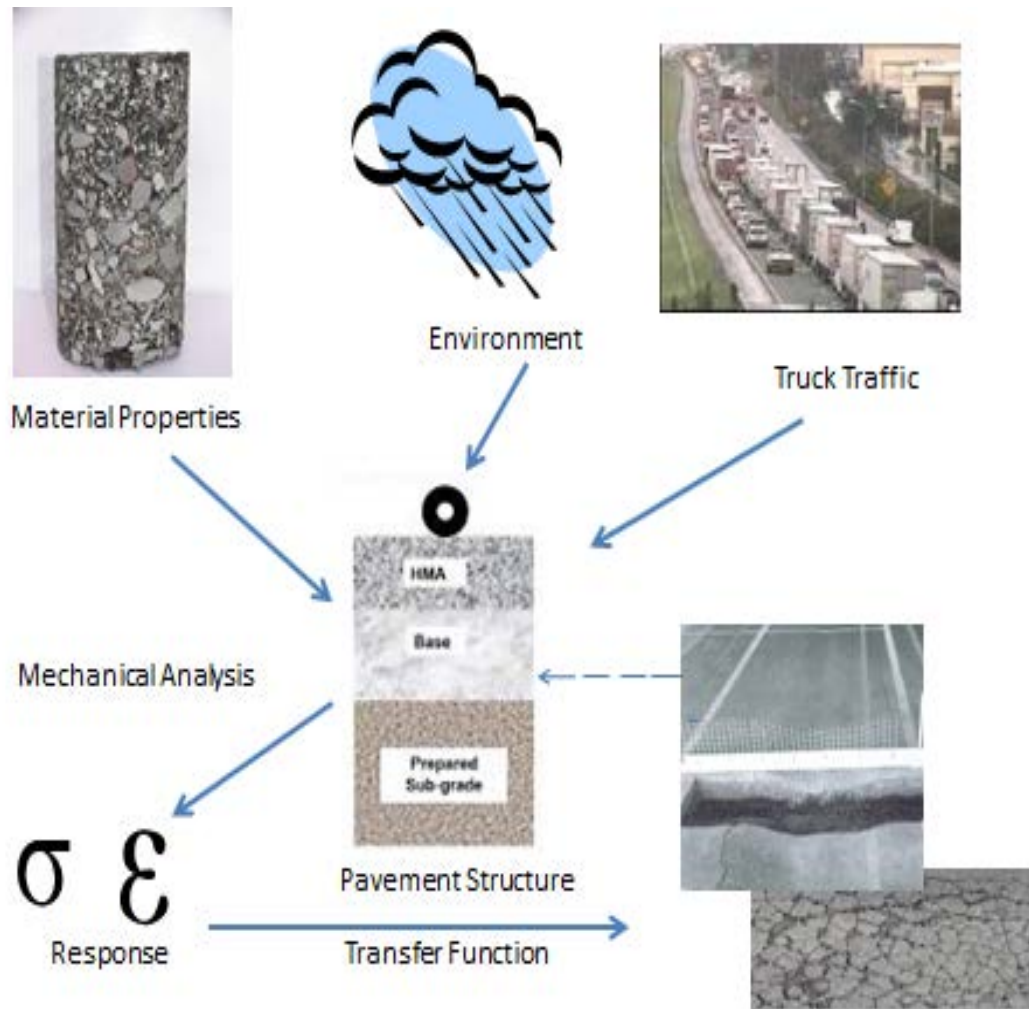 Environment
Truck Traffic
Material Properties
HMA
Base
Mechanical Analysis
Prepared
Sub-grade
σ ε
Pavement Structure
Response
Transfer Function